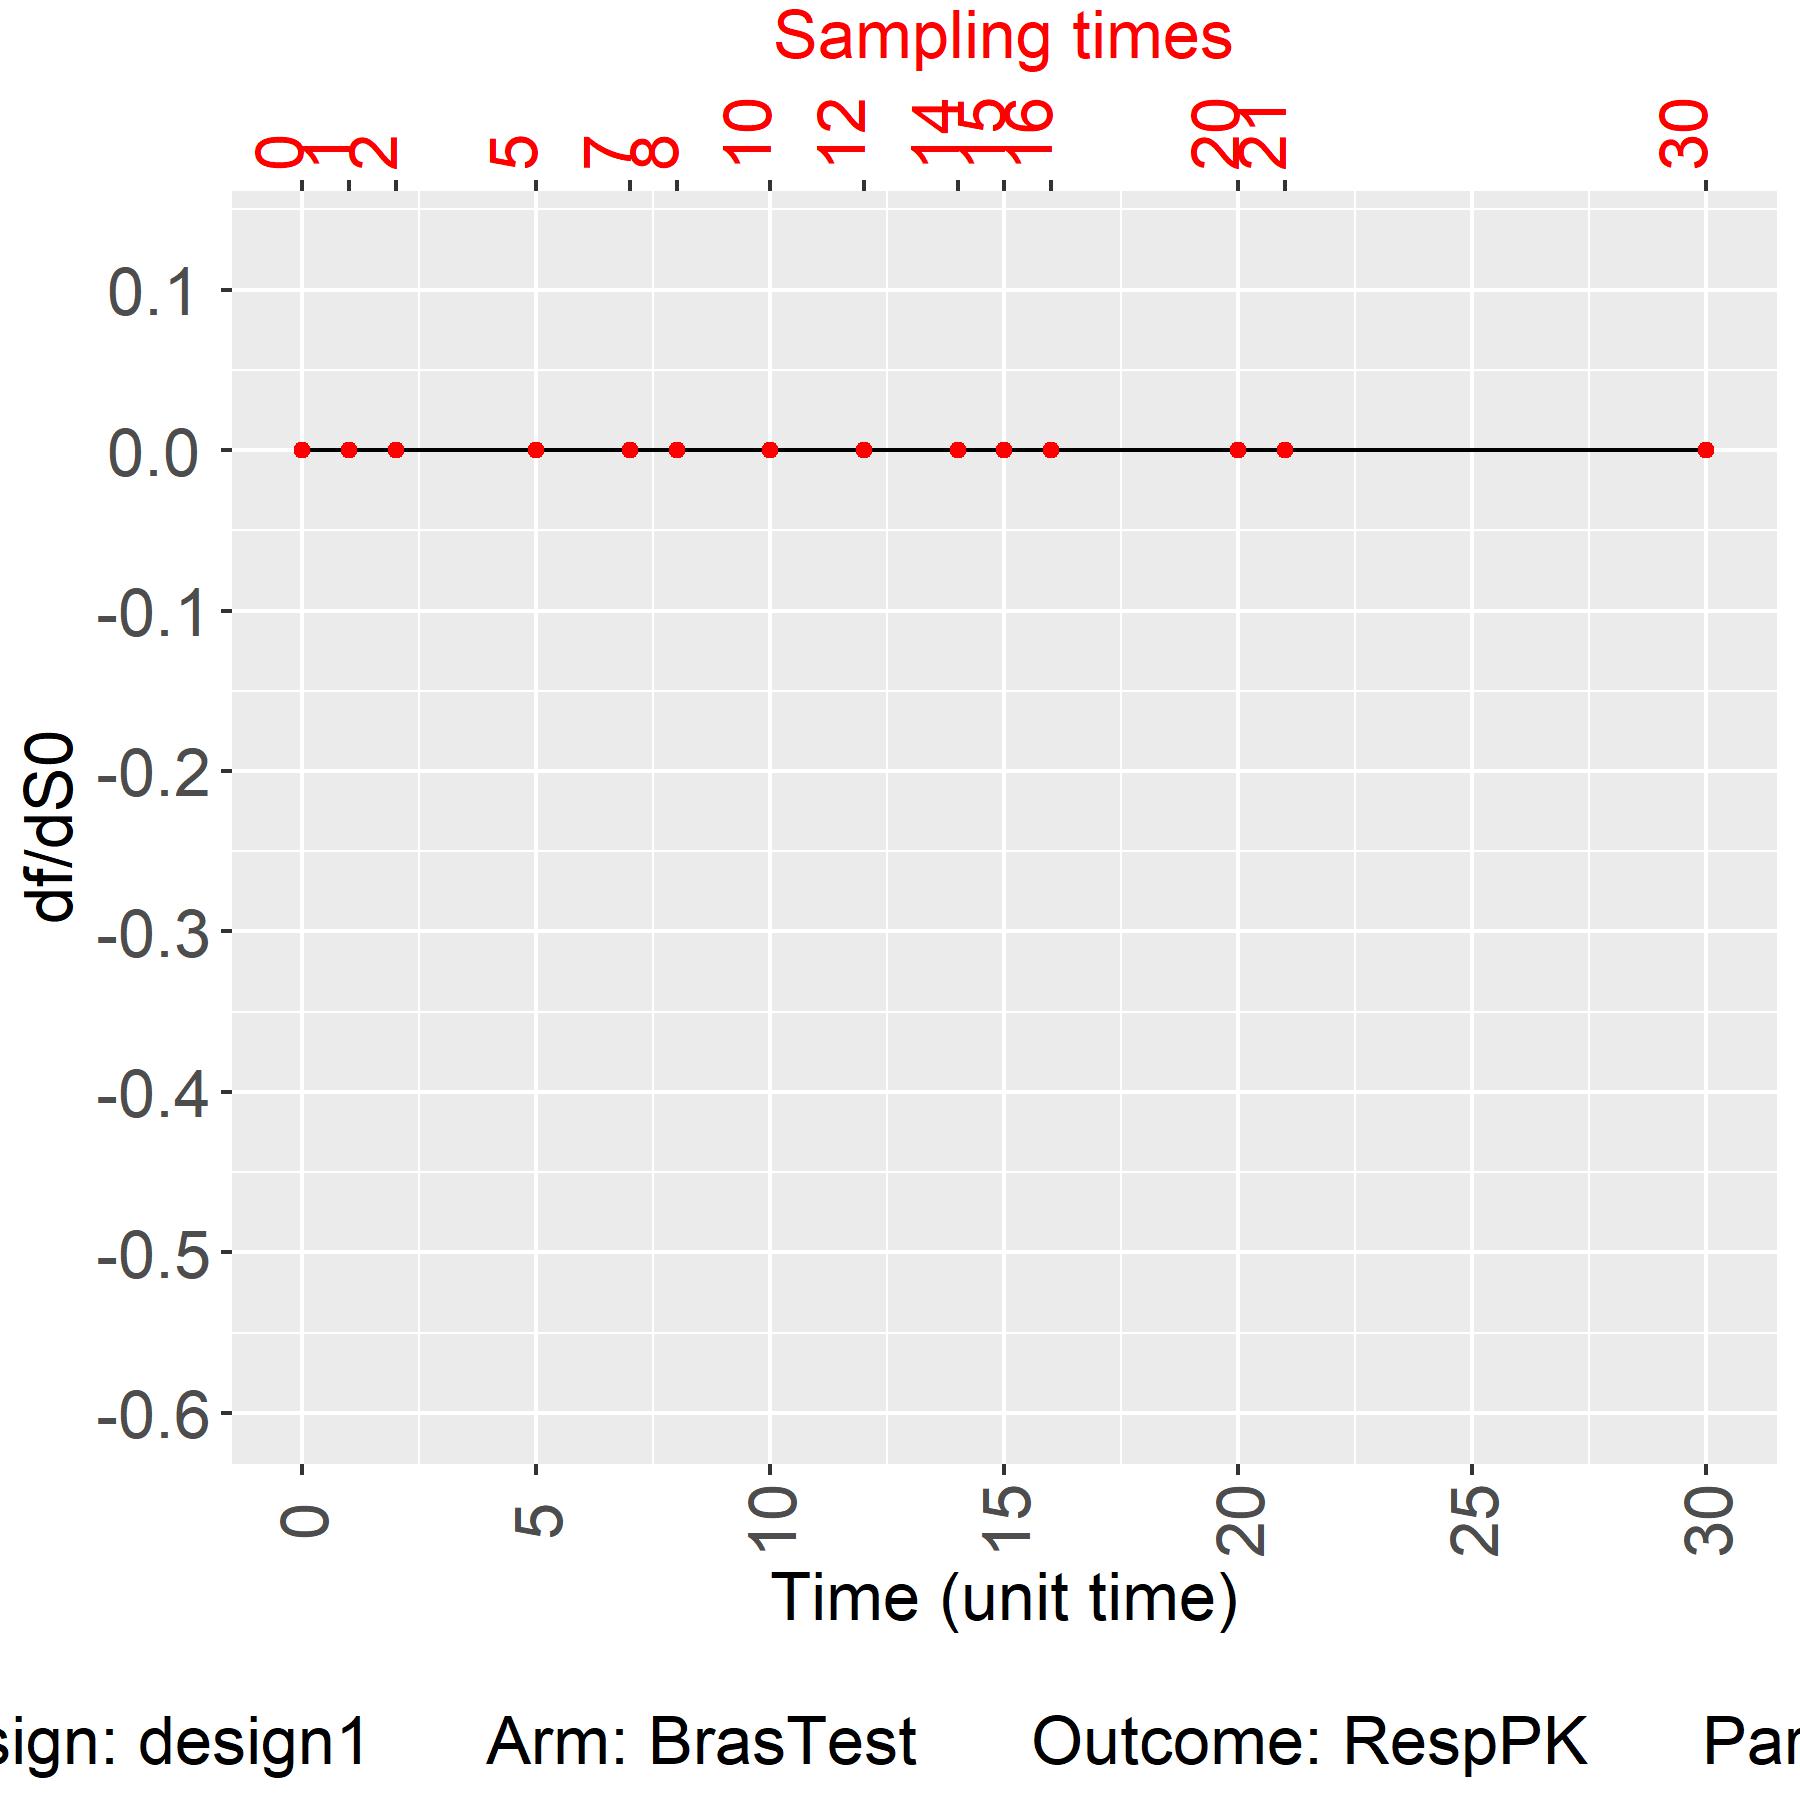 Sampling times
0 1 2 5 7 8 10 12 14 15 16 20 21 30
0.1
0.0
-0.1
-0.2
-0.3
-0.4
-0.5
-0.6
df/dS0
0 5 10 15 20 25 30
Time (unit time)
sign: design1 Arm: BrasTest Outcome: RespPK Par